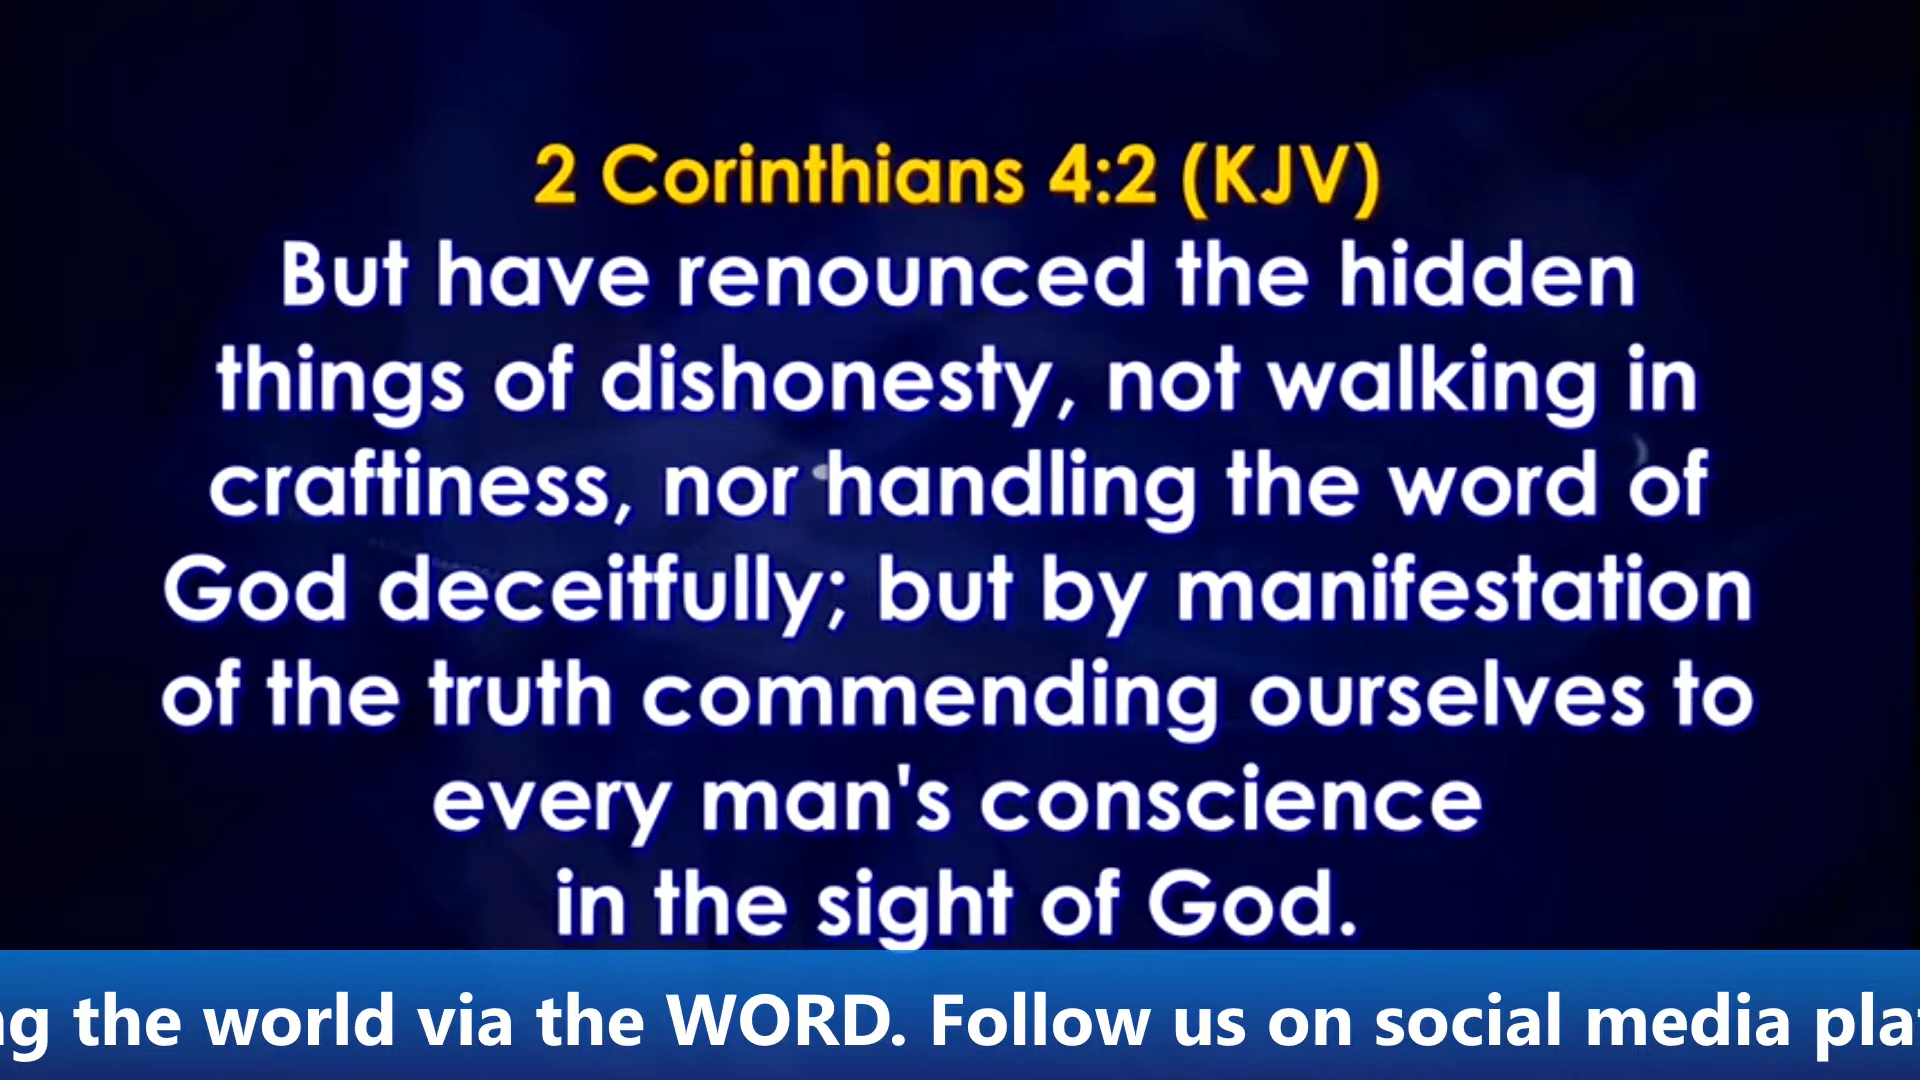 2 Corinthians 4:2 (KJV)
But have renounced the hidden
things of dishonesty, not walking in
craftiness, nor handling the word of
God deceitfully; but by manifestation
of the truth commending ourselves to
every man's conscience
in the sight of God.
the world via the WORD. Follow us on social media